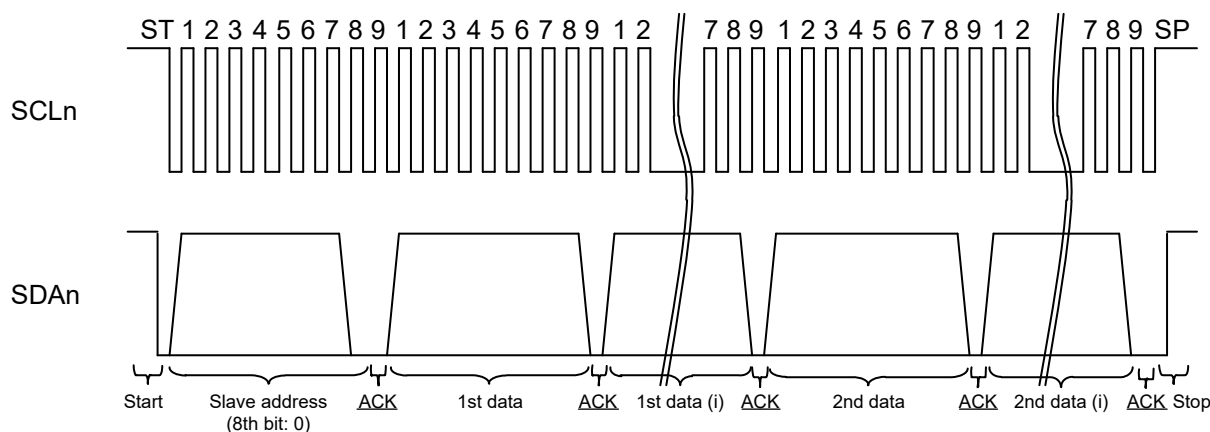 ST 1 2 3 4 5 6 7 8 9 1 2 3 4 5 6 7 8 9 1 2 7 8 9 1 2 3 4 5 6 7 8 9 1 2 7 8 9 SP
SCLn
SDAn
Start Slave address ACK 1st data ACK 1st data (i) ACK 2nd data ACK 2nd data (i) ACK Stop
(8th bit: 0)